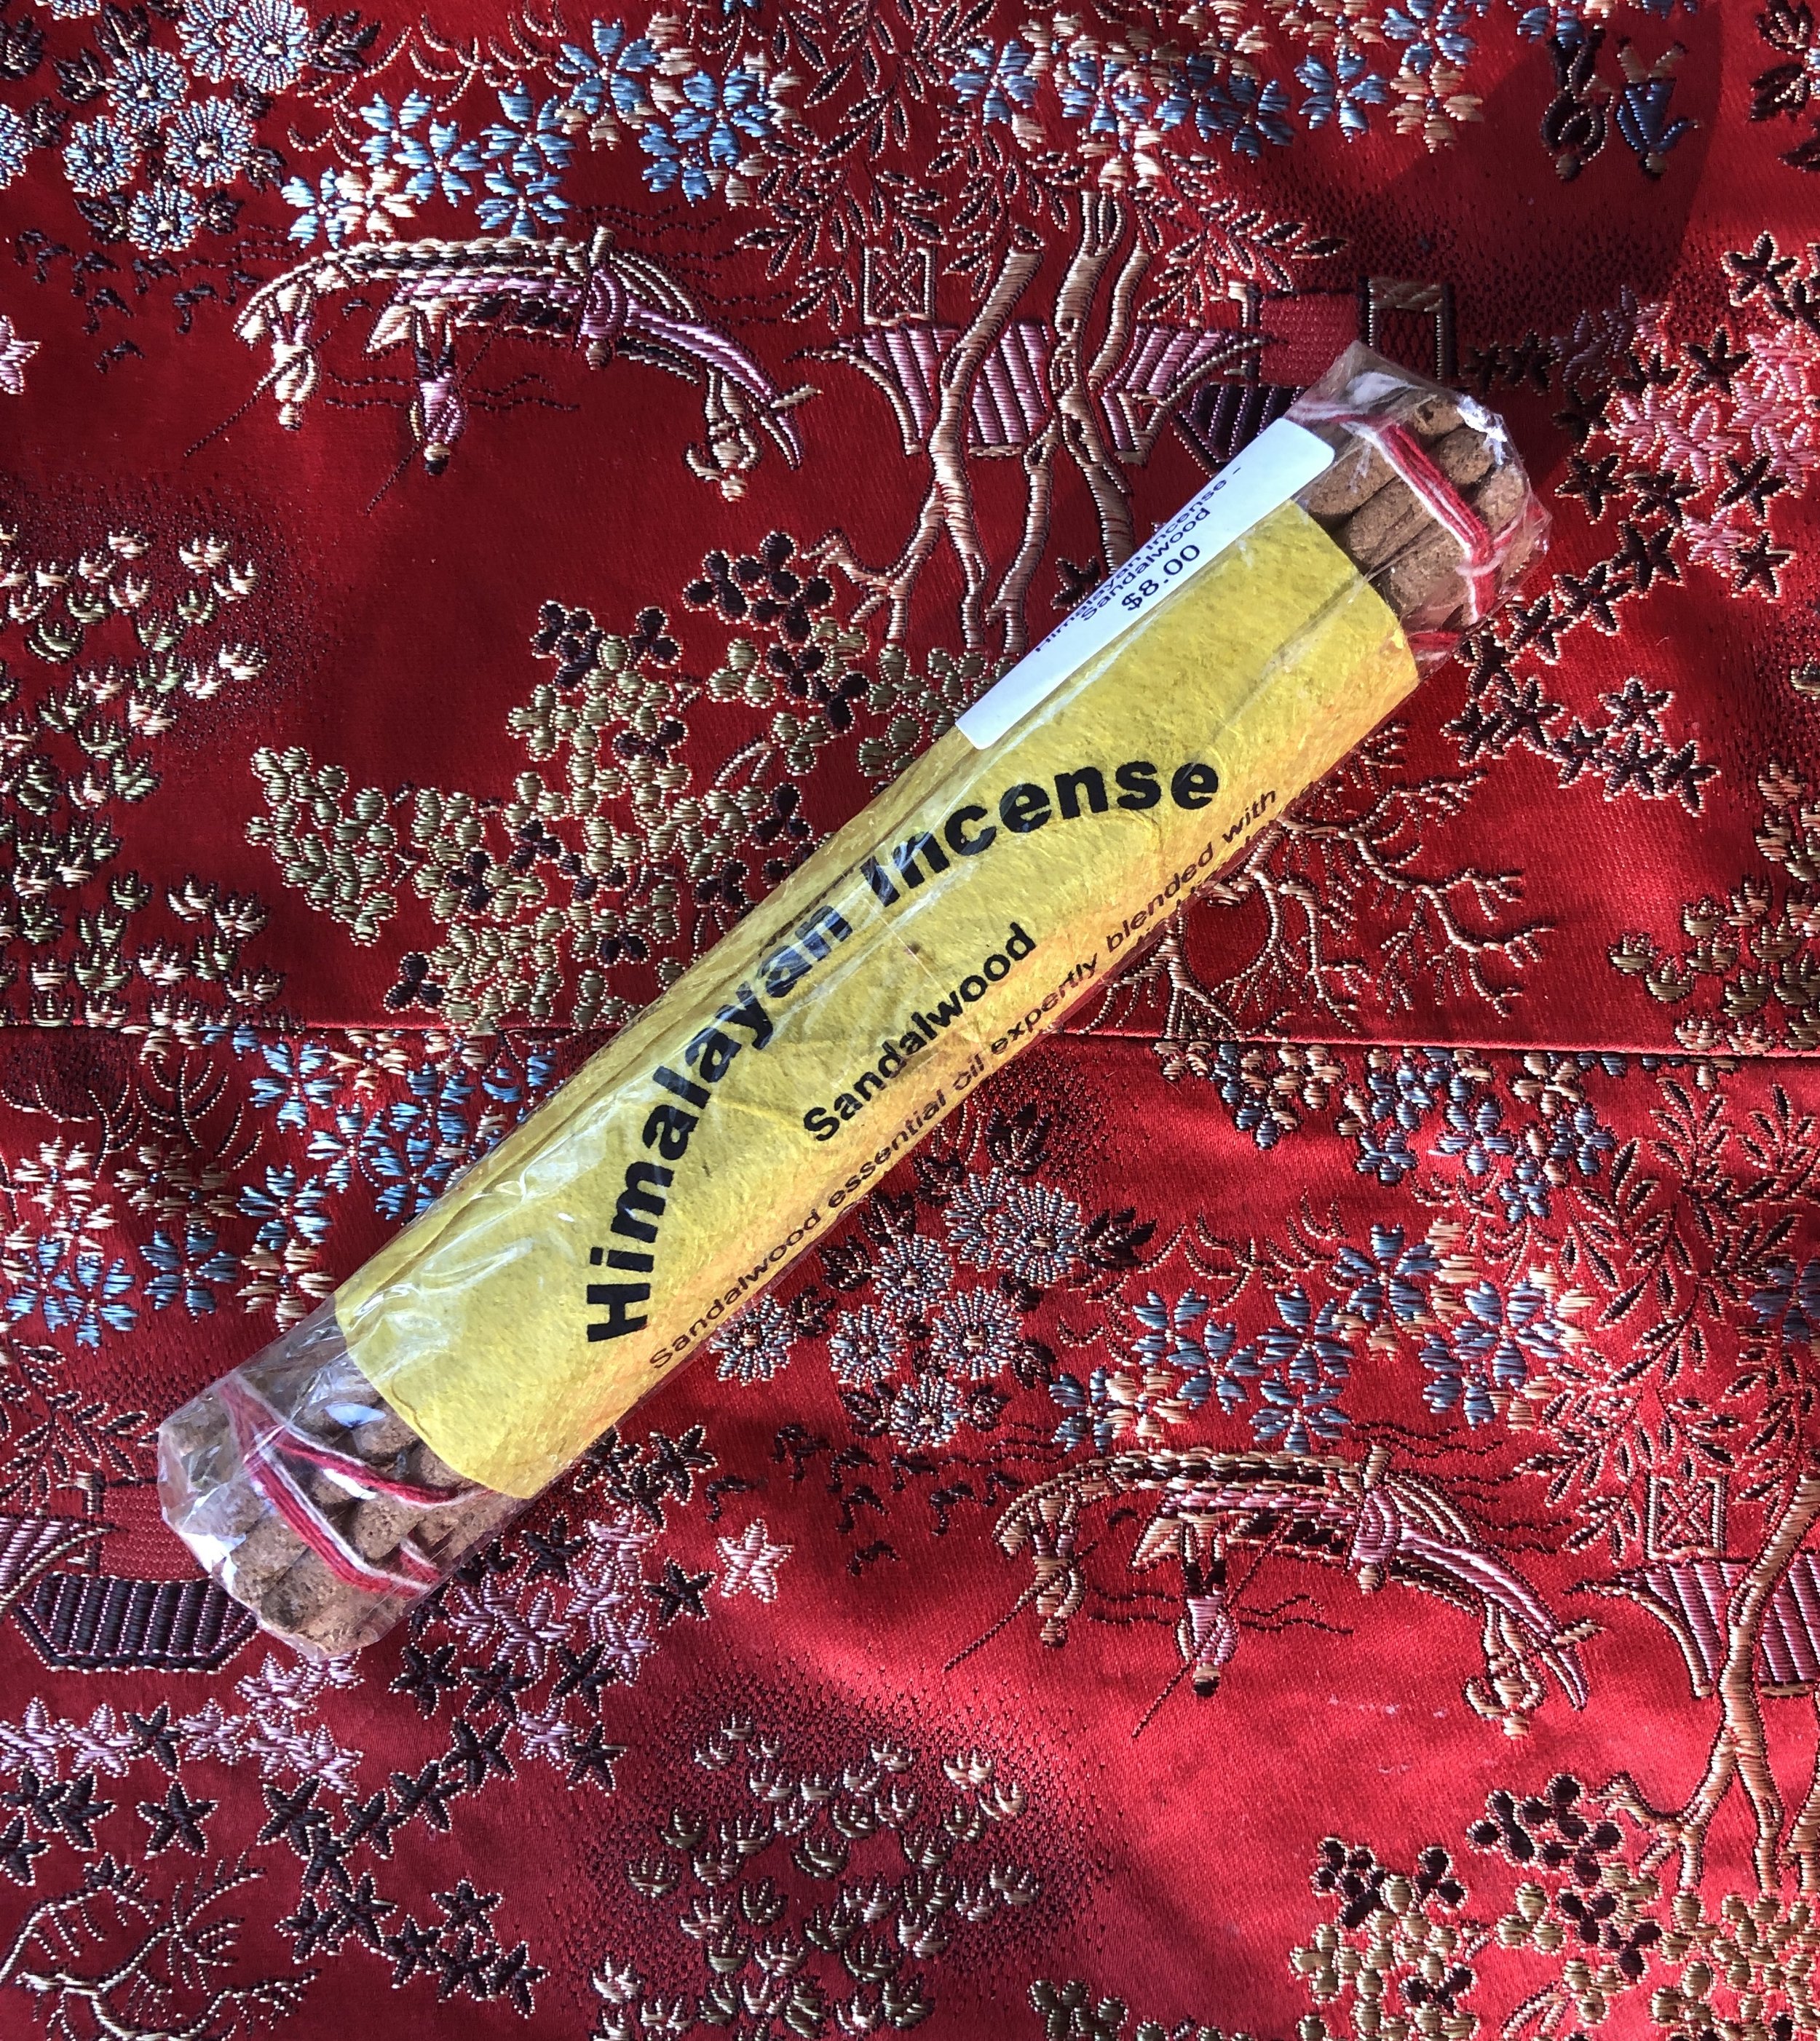 Himalayan Incense -
Sandalwood
$8.00
Himalayan Incense
Sandalwood
Sandalwood essential oil expertly blended with